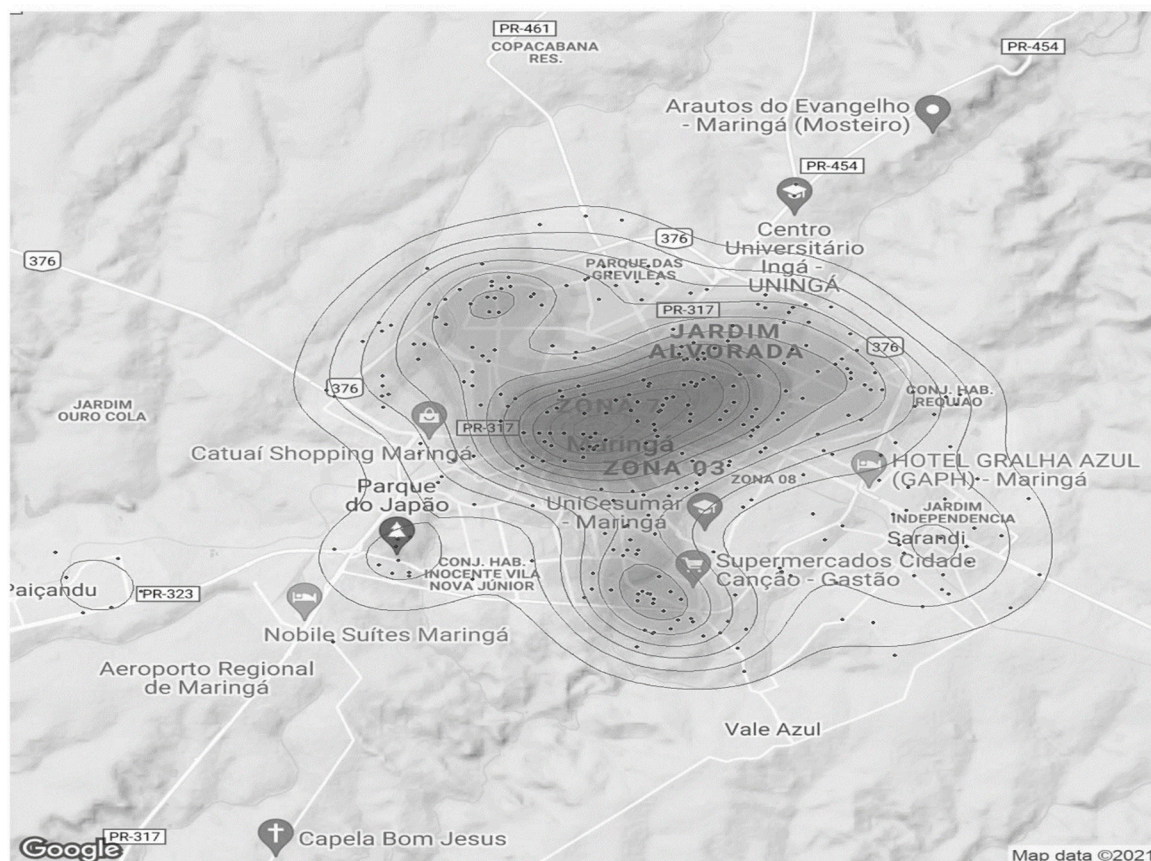 PR-461
COPACABANA
RES.
PR-454
Arautos do Evangelho
- Maringá (Mosteiro)
PR-454
Centro
Universitário
Ingá -
UNINGÁ
376
376
PARQUE DAS
GREVÍLEAS
PR-317
JARDIM
ALVORADA
376
376
CONJ. HAB.
REQUIÃO
JARDIM
OURO COLA
ZONA 7
PR-317
Catuaí Shopping Maringá
Maringá
ZONA 03
ZONA 08
HOTEL GRALHA AZUL
(GAPH) - Maringá
Parque
do Japão
UniCesumar
- Maringá
JARDIM
INDEPENDENCIA
Sarandi
CONJ. HAB.
INOCENTE VILA
NOVA JÚNIOR
Supermercados Cidade
Canção - Gastão
Paiçandu
PR-323
Nobile Suítes Maringá
Aeroporto Regional
de Maringá
Vale Azul
PR-317
Capela Bom Jesus
Google
Map data ©2021